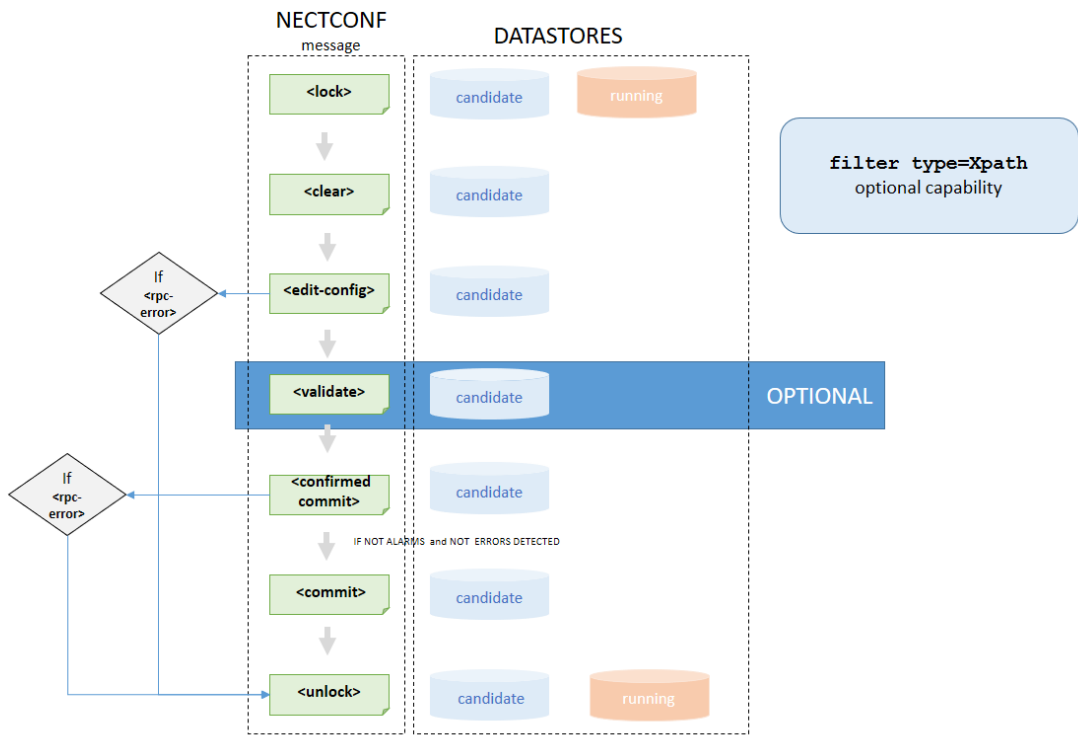 NECTCONF
message
DATASTORES
<lock>
candidate
running
filter type=Xpath
optional capability
<clear>
candidate
If
<rpc-
error>
<edit-config>
candidate
<validate>
candidate
OPTIONAL
If
<rpc-
error>
<confirmed
commit>
candidate
IF NOT ALARMS and NOT ERRORS DETECTED
<commit>
candidate
<unlock>
candidate
running